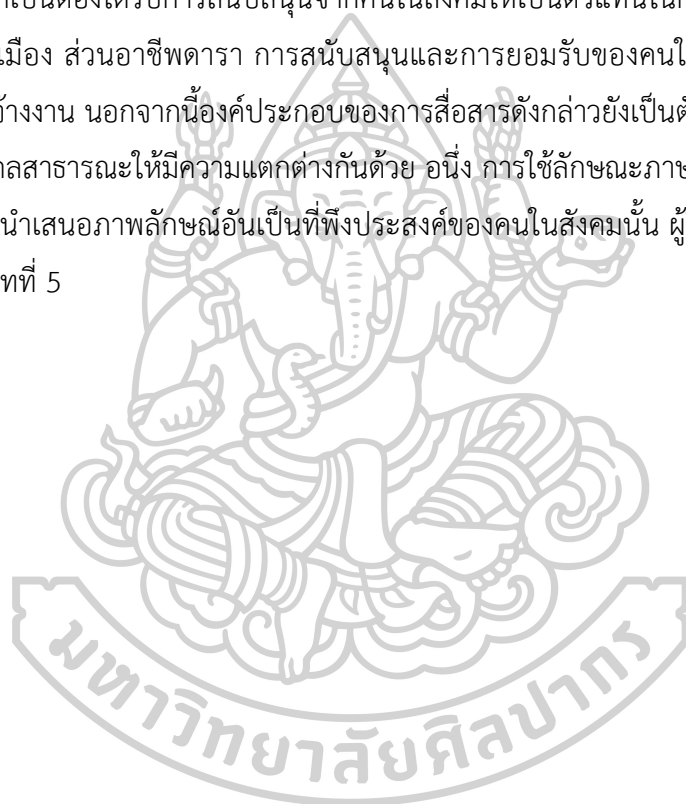 เป็นต้องได้รับการสนับสนุนจากคนในสังคมให้เป็นตัวแทนใน
เมือง ส่วนอาชีพดารา การสนับสนุนและการยอมรับของคนใ
้างงาน นอกจากนี้องค์ประกอบของการสื่อสารดังกล่าวยังเป็นตั
าลสาธารณะให้มีความแตกต่างกันด้วย อนึ่ง การใช้ลักษณะภาษ
นำเสนอภาพลักษณ์อันเป็นที่พึงประสงค์ของคนในสังคมนั้น ผู้
ทที่ 5
มหาวิทยาลัยศิลปากร